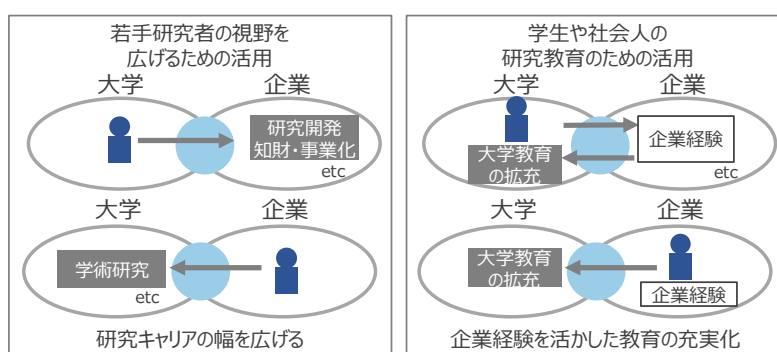 若手研究者の視野を
広げるための活用
大学
企業
研究開発
知財・事業化
etc
大学
企業
学術研究
etc
研究キャリアの幅を広げる
学生や社会人の
研究教育のための活用
大学
企業
企業経験
大学教育
の拡充
etc
大学
企業
大学教育
の拡充
企業経験
企業経験を活かした教育の充実化